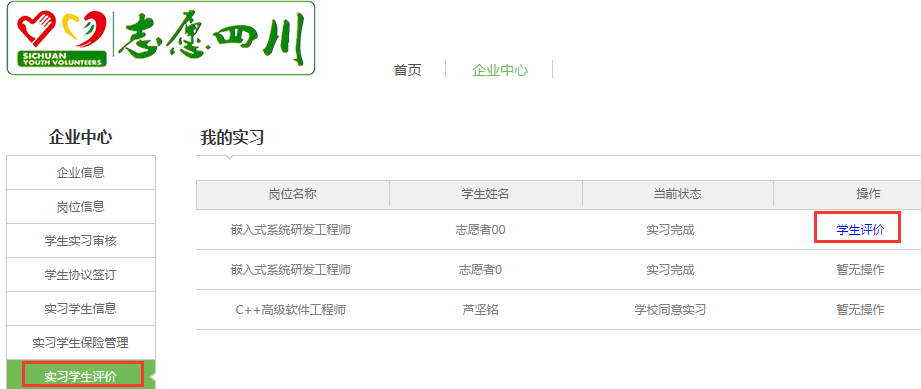 志愿四川
SICHUAN
YOUTH VOLUNTEERS
首页 企业中心
企业中心
企业信息
岗位信息
学生实习审核
学生协议签订
实习学生信息
实习学生保险管理
实习学生评价
我的实习
岗位名称 学生姓名 当前状态 操作
嵌入式系统研发工程师 志愿者00 实习完成 学生评价
嵌入式系统研发工程师 志愿者0 实习完成 暂无操作
C++高级软件工程师 芦坚铭 学校同意实习 暂无操作